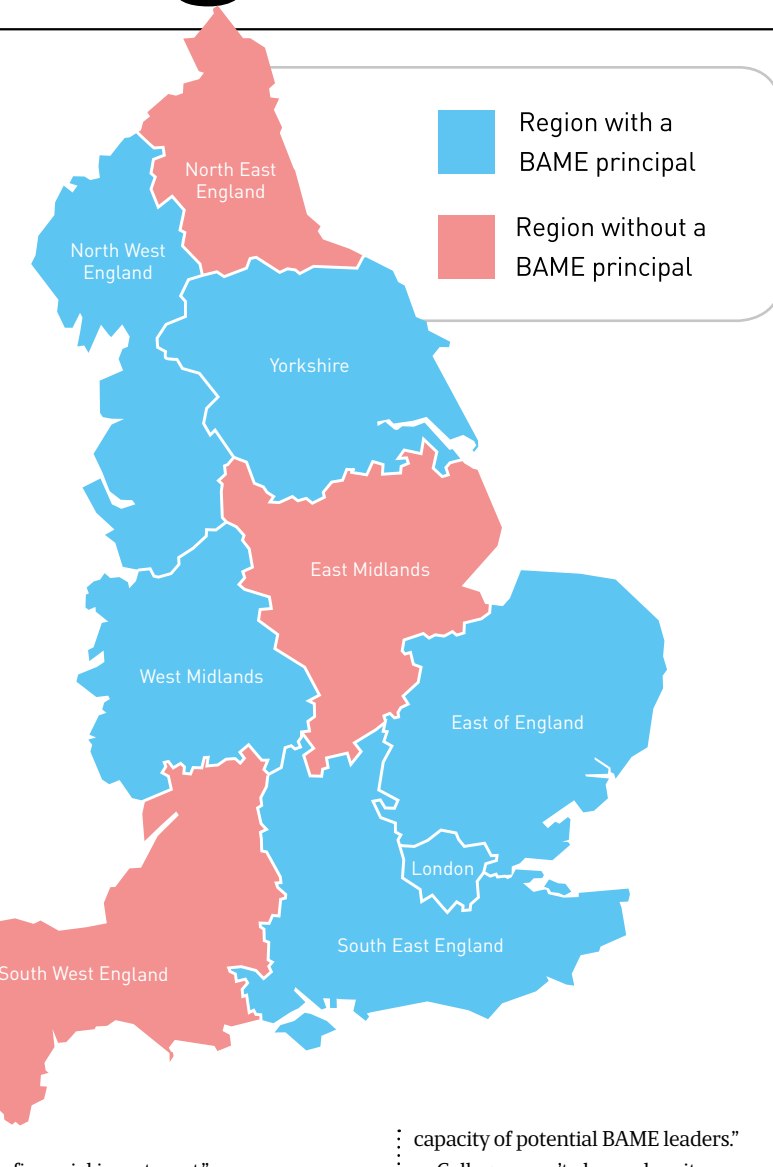 Region with a
BAME principal
Region without a
BAME principal
North East
England
North West
England
Yorkshire
East Midlands
West Midlands
East of England
London
South East England
South West England
capacity of potential BAME leaders.”